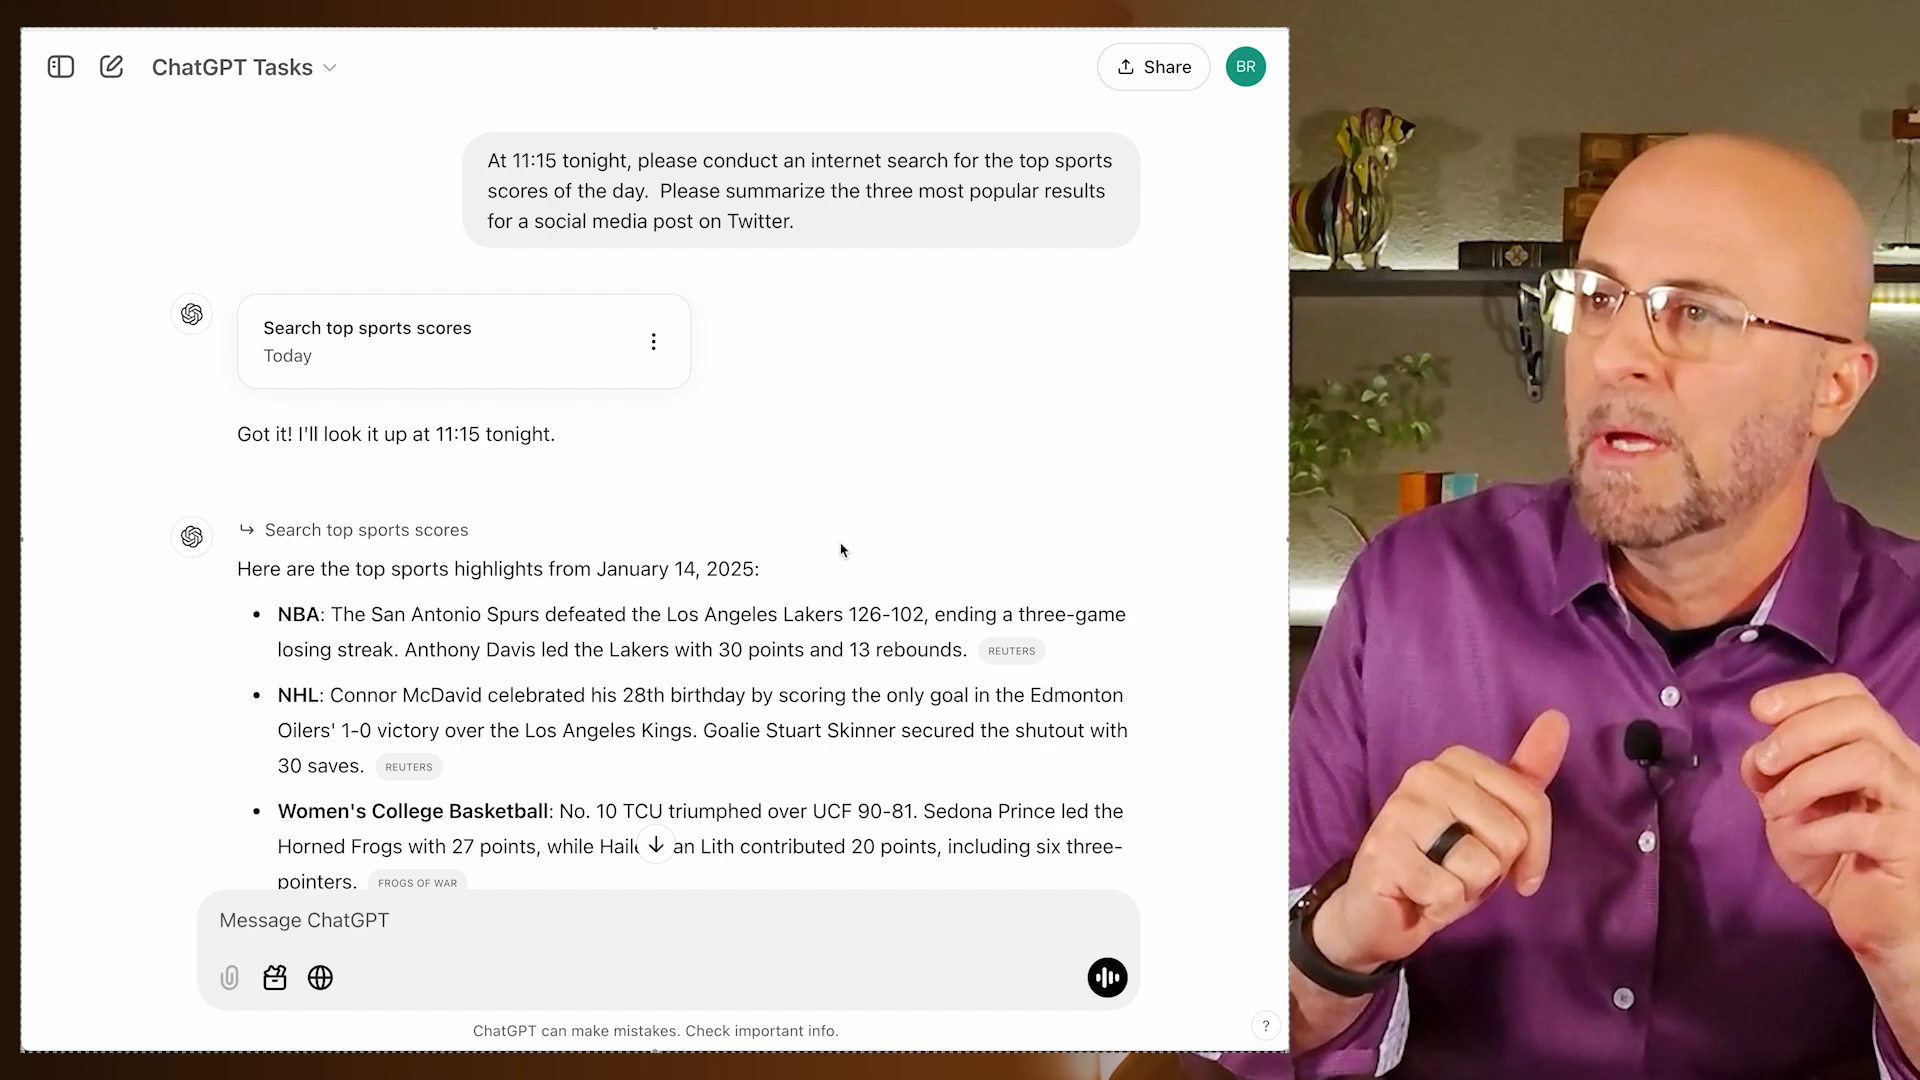 ChatGPT Tasks
Share
BR
At 11:15 tonight, please conduct an internet search for the top sports
scores of the day.  Please summarize the three most popular results
for a social media post on Twitter.
Search top sports scores
Today
Got it! I'll look it up at 11:15 tonight.
Search top sports scores
Here are the top sports highlights from January 14, 2025:
• NBA: The San Antonio Spurs defeated the Los Angeles Lakers 126-102, ending a three-game
losing streak. Anthony Davis led the Lakers with 30 points and 13 rebounds. REUTERS
• NHL: Connor McDavid celebrated his 28th birthday by scoring the only goal in the Edmonton
Oilers' 1-0 victory over the Los Angeles Kings. Goalie Stuart Skinner secured the shutout with
30 saves. REUTERS
• Women's College Basketball: No. 10 TCU triumphed over UCF 90-81. Sedona Prince led the
Horned Frogs with 27 points, while Lith contributed 20 points, including six three-
pointers. FROGS OF WAR
Message ChatGPT
ChatGPT can make mistakes. Check important info.
?